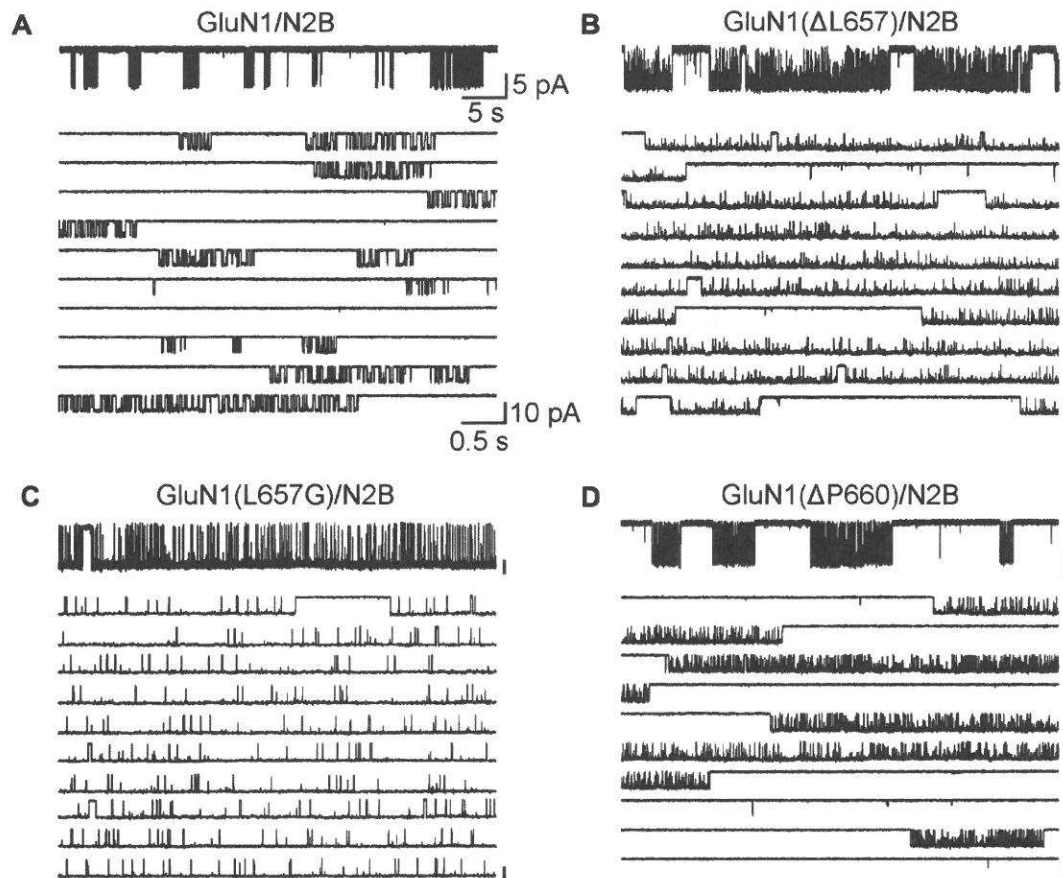 A
GluN1/N2B
5 pA
5 s
10 pA
0.5 s
B
GluN1(ΔL657)/N2B
C
GluN1(L657G)/N2B
D
GluN1(ΔP660)/N2B